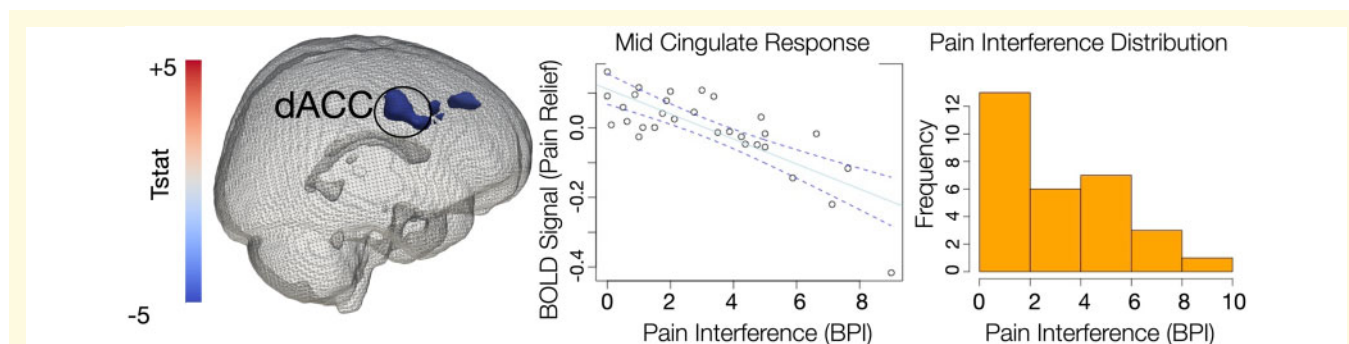 +5
Tstat
-5
dACC
Mid Cingulate Response
BOLD Signal (Pain Relief)
0.0
-0.2
-0.4
0 2 4 6 8
Pain Interference (BPI)
Pain Interference Distribution
Frequency
12
10
8
6
4
2
0
0 2 4 6 8 10
Pain Interference (BPI)